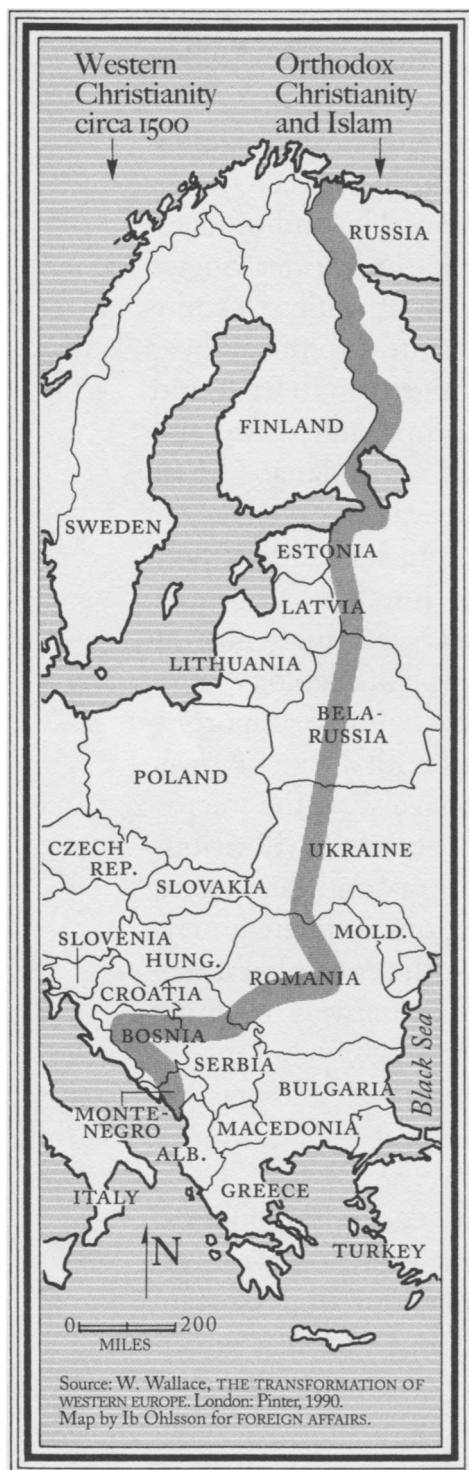 Western
Christianity
circa 1500
Orthodox
Christianity
and Islam
RUSSIA
FINLAND
SWEDEN
ESTONIA
LATVIA
LITHUANIA
BELA-
RUSSIA
POLAND
UKRAINE
CZECH
REP.
SLOVAKIA
MOLD.
SLOVENIA
HUNG.
ROMANIA
CROATIA
BOSNIA
SERBIA
BULGARIA
Black Sea
MONTE-
NEGRO
MACEDONIA
ALB.
ITALY
GREECE
TURKEY
N
0 200
MILES
Source: W. Wallace, THE TRANSFORMATION OF
WESTERN EUROPE. London: Pinter, 1990.
Map by Ib Ohlsson for FOREIGN AFFAIRS.